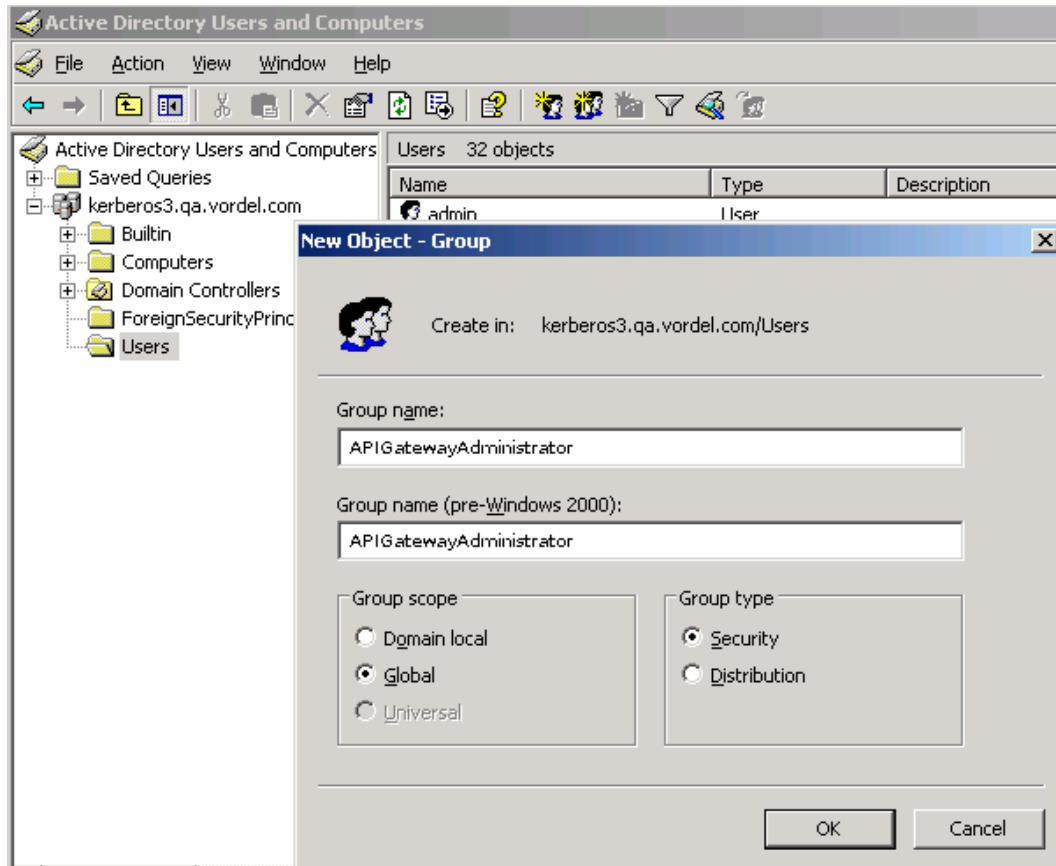 Active Directory Users and Computers
File Action View Window Help
Active Directory Users and Computers
Saved Queries
kerberos3.qa.vordel.com
Builtin
Computers
Domain Controllers
ForeignSecurityPrinc
Users
Users 32 objects
Name Type Description
admin User
New Object - Group
Create in: kerberos3.qa.vordel.com/Users
Group name:
APIGatewayAdministrator
Group name (pre-Windows 2000):
APIGatewayAdministrator
Group scope
Domain local
Global
Universal
Group type
Security
Distribution
OK Cancel